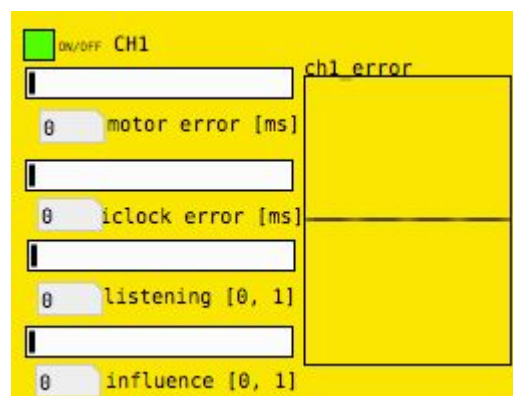 ON/OFF CH1
ch1_error
0 motor error [ms]
0 iclock error [ms]
0 listening [0, 1]
0 influence [0, 1]